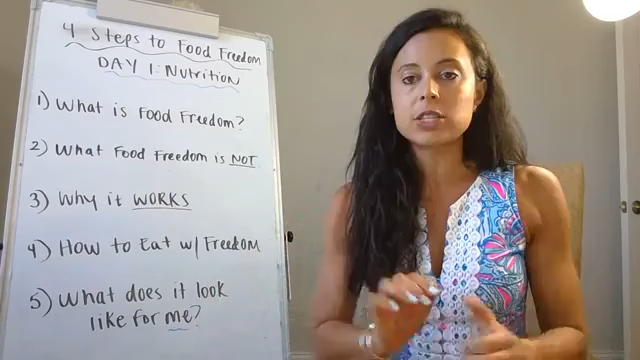 4 Steps to Food Freedom
DAY 1: Nutrition
1) What is Food Freedom?
2) What Food Freedom is NOT
3) Why it WORKS
4) How to Eat w/ Freedom
5) What does it look
like for me?